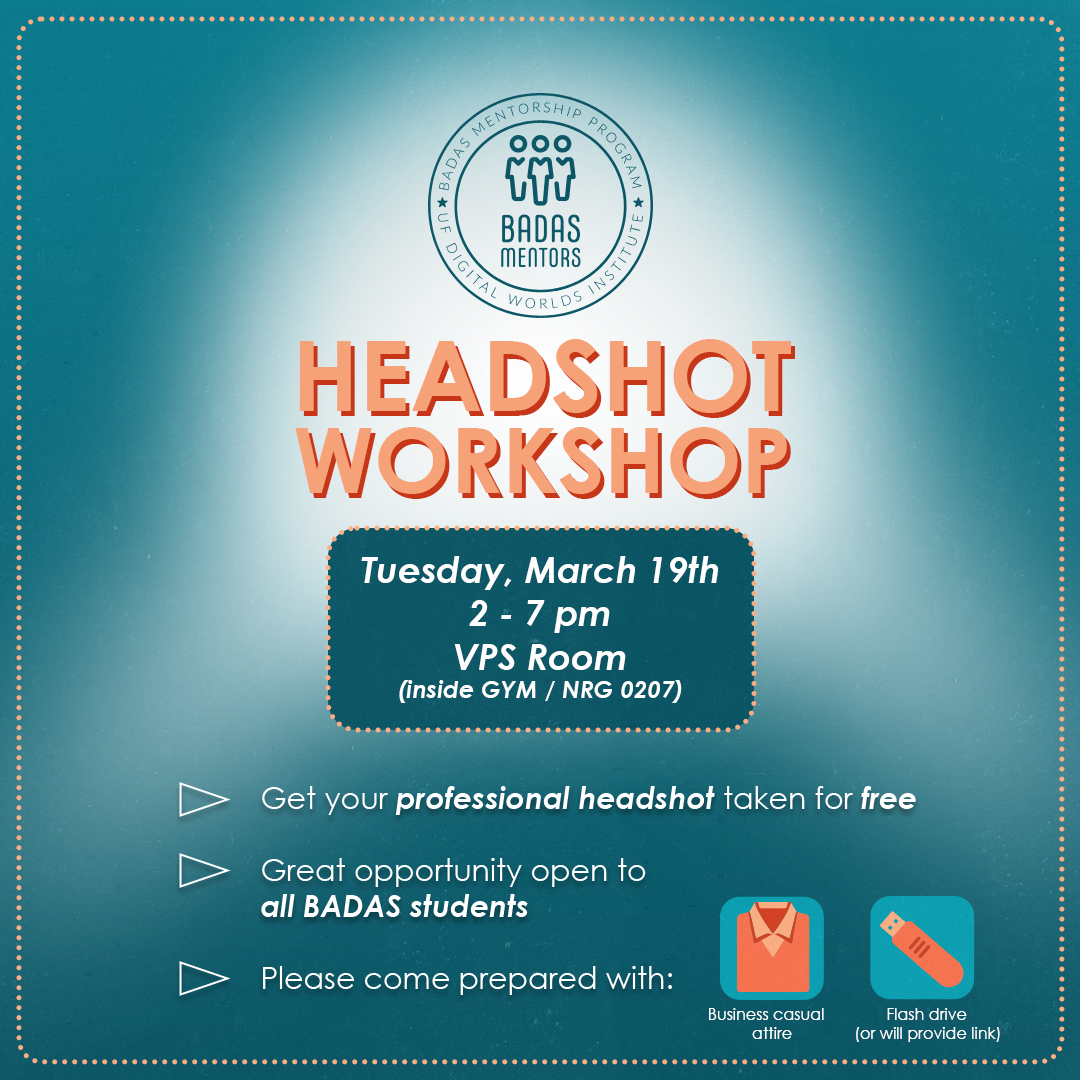 BADAS MENTORSHIP PROGRAM
BADAS
MENTORS
UF DIGITAL WORLDS INSTITUTE
HEADSHOT
WORKSHOP
Tuesday, March 19th
2 - 7 pm
VPS Room
(inside GYM / NRG 0207)
Get your professional headshot taken for free
Great opportunity open to
all BADAS students
Please come prepared with:
Business casual
attire
Flash drive
(or will provide link)